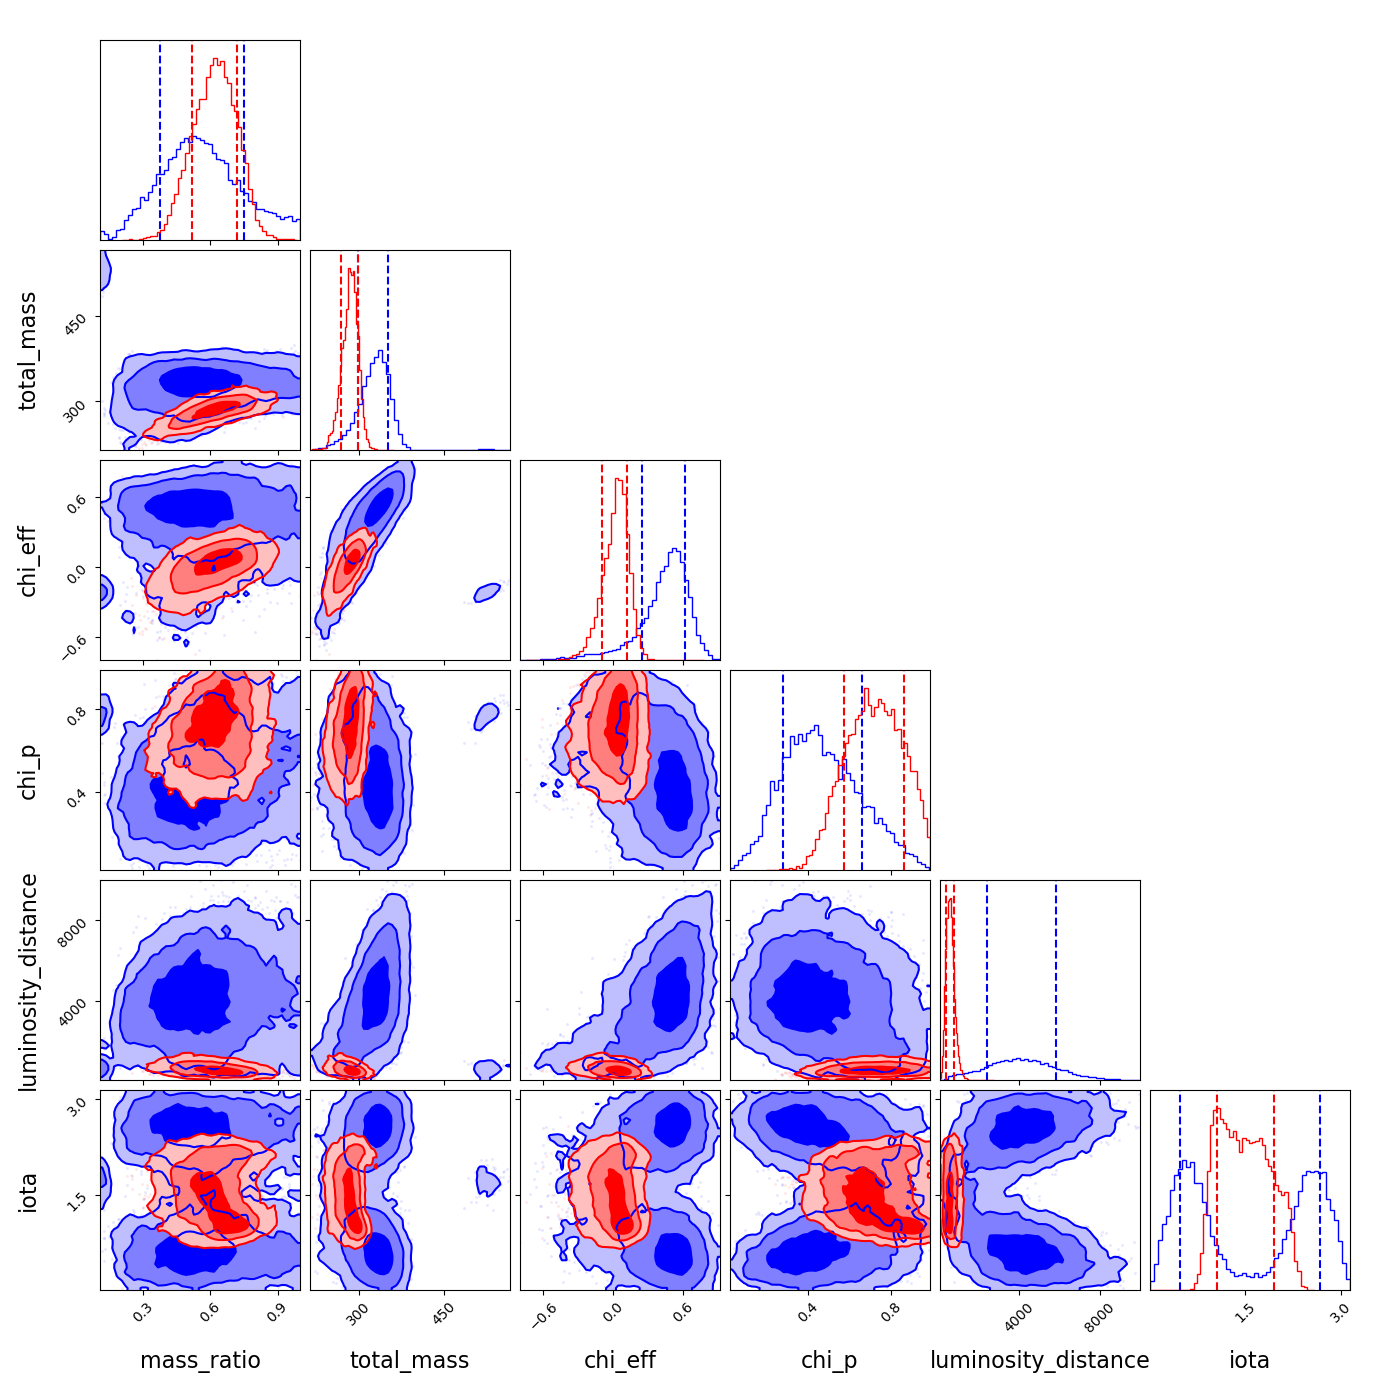 total_mass
450
300
chi_eff
0.6
0.0
−0.6
chi_p
0.8
0.4
luminosity_distance
8000
4000
iota
3.0
1.5
0.3 0.6 0.9 300 450 −0.6 0.0 0.6 0.4 0.8 4000 8000 1.5 3.0
mass_ratio total_mass chi_eff chi_p luminosity_distance iota